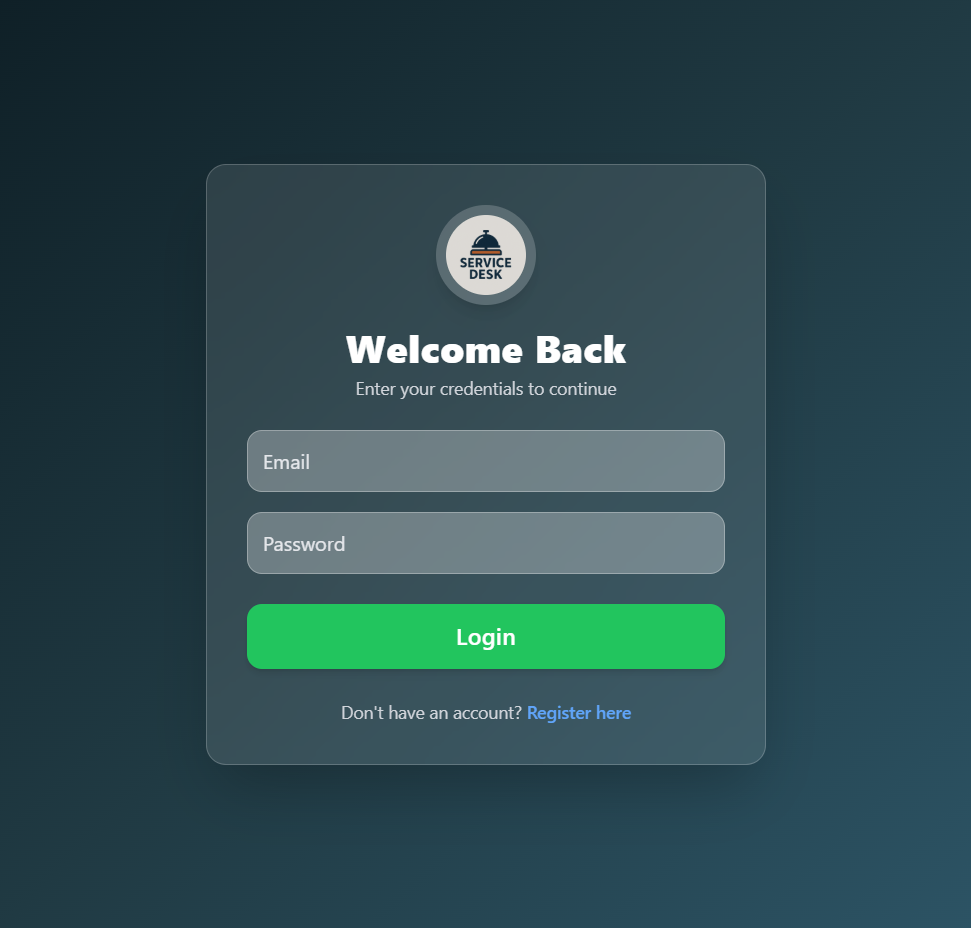 SERVICE
DESK
Welcome Back
Enter your credentials to continue
Email
Password
Login
Don't have an account? Register here